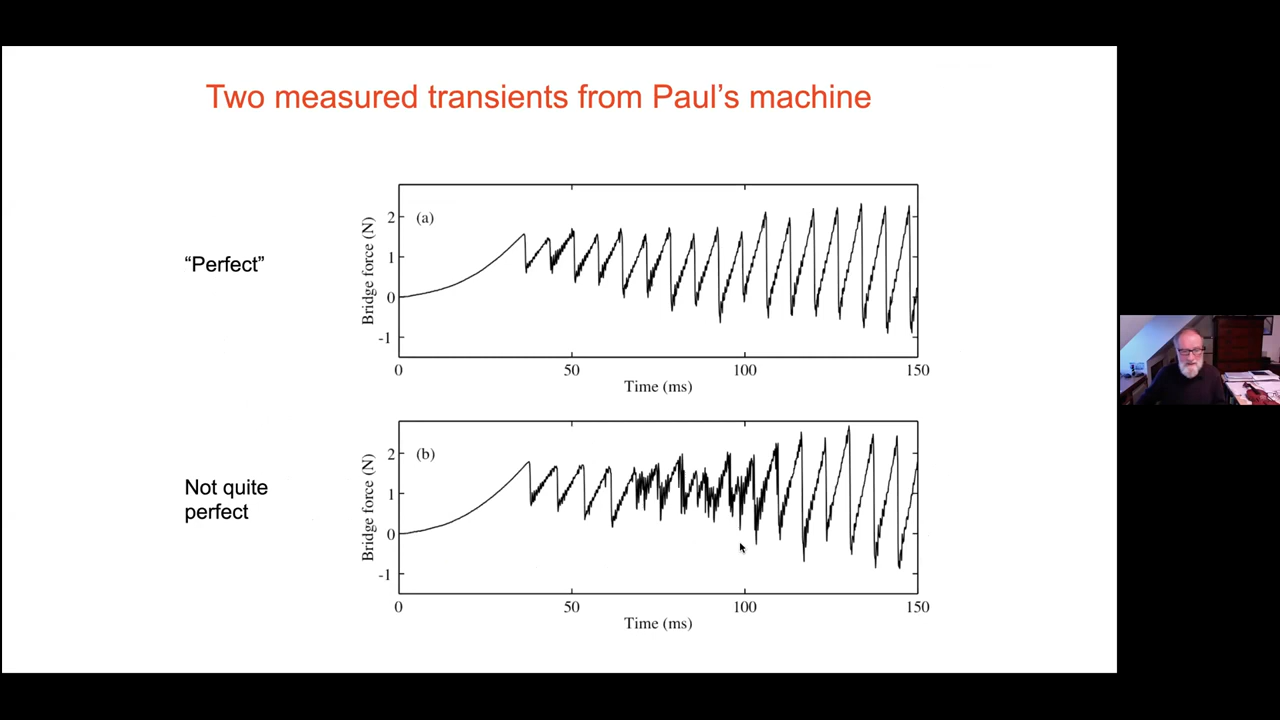 Two measured transients from Paul’s machine
“Perfect”
(a)
Bridge force (N)
2
1
0
-1
0 50 100 150
Time (ms)
Not quite
perfect
(b)
Bridge force (N)
2
1
0
-1
0 50 100 150
Time (ms)